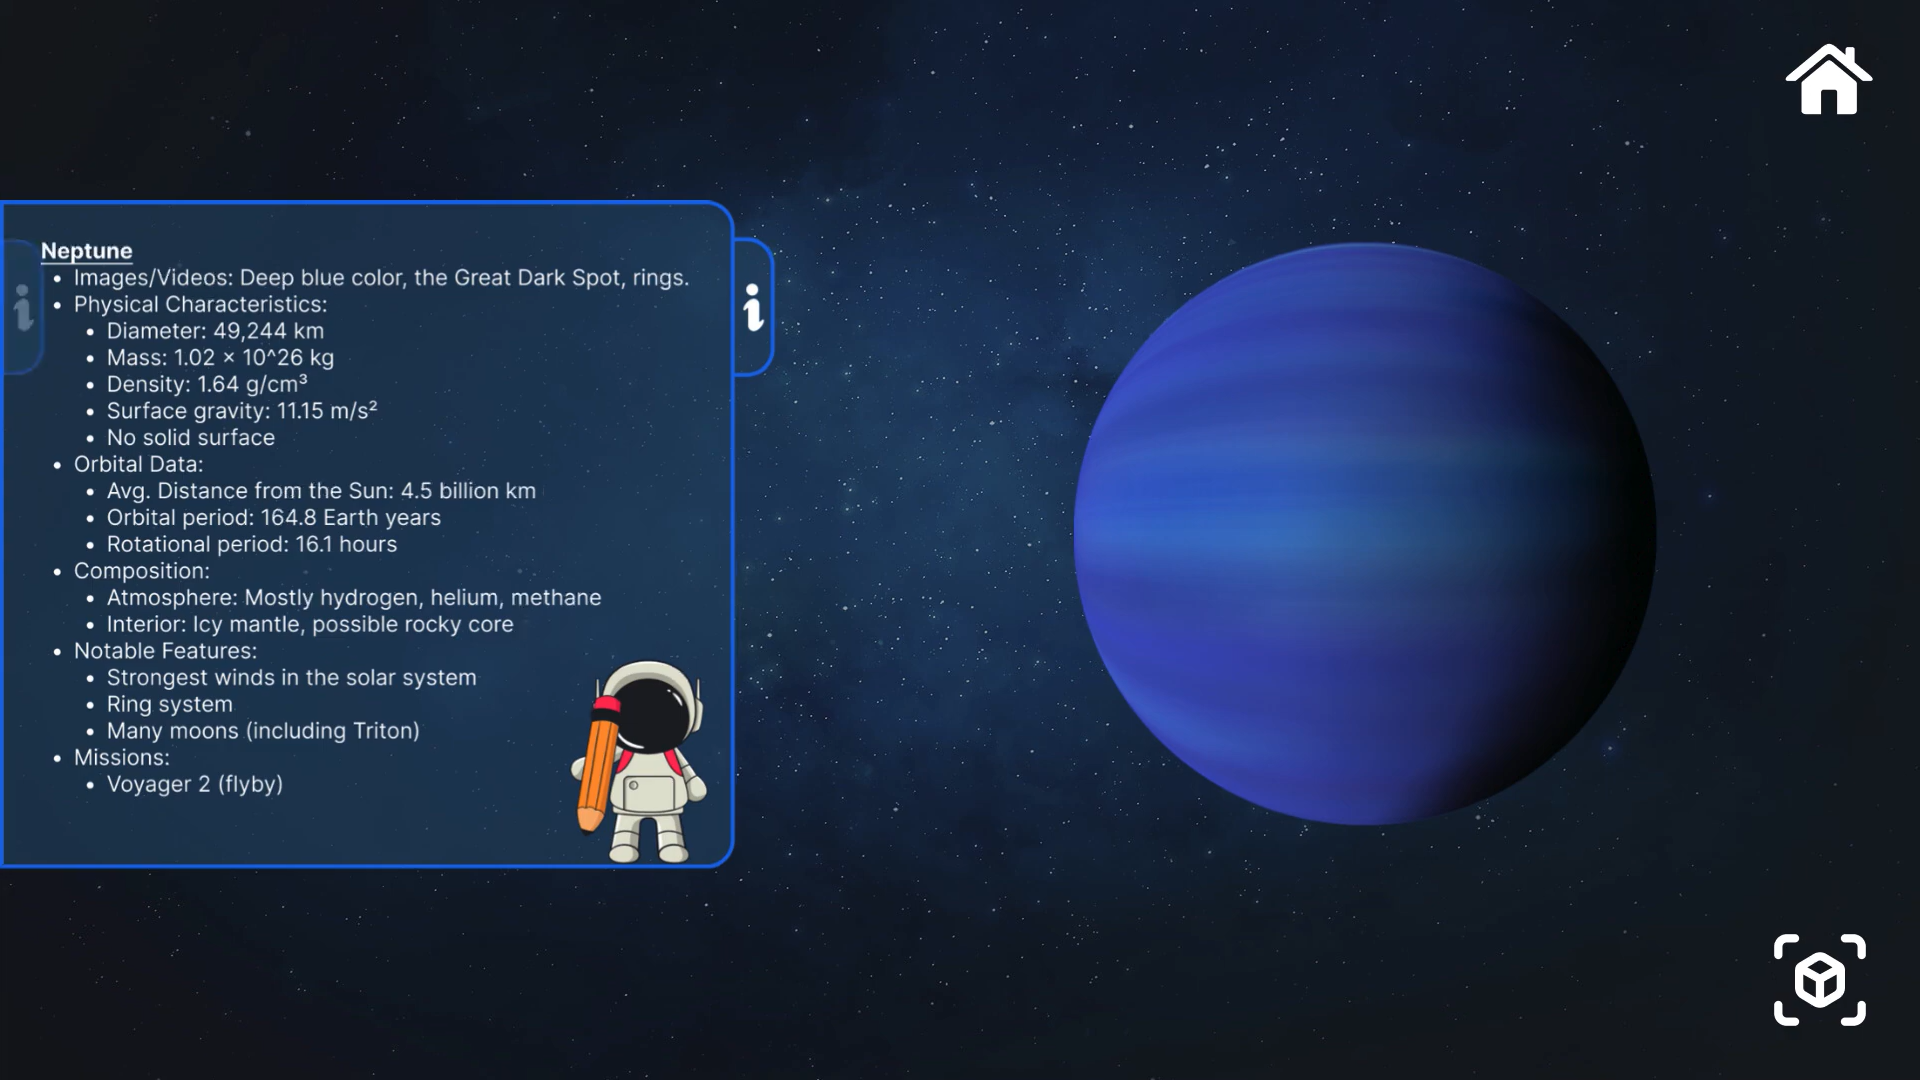 Neptune
• Images/Videos: Deep blue color, the Great Dark Spot, rings.
• Physical Characteristics:
• Diameter: 49,244 km
• Mass: 1.02 × 10^26 kg
• Density: 1.64 g/cm³
• Surface gravity: 11.15 m/s²
• No solid surface
• Orbital Data:
• Avg. Distance from the Sun: 4.5 billion km
• Orbital period: 164.8 Earth years
• Rotational period: 16.1 hours
• Composition:
• Atmosphere: Mostly hydrogen, helium, methane
• Interior: Icy mantle, possible rocky core
• Notable Features:
• Strongest winds in the solar system
• Ring system
• Many moons (including Triton)
• Missions:
• Voyager 2 (flyby)